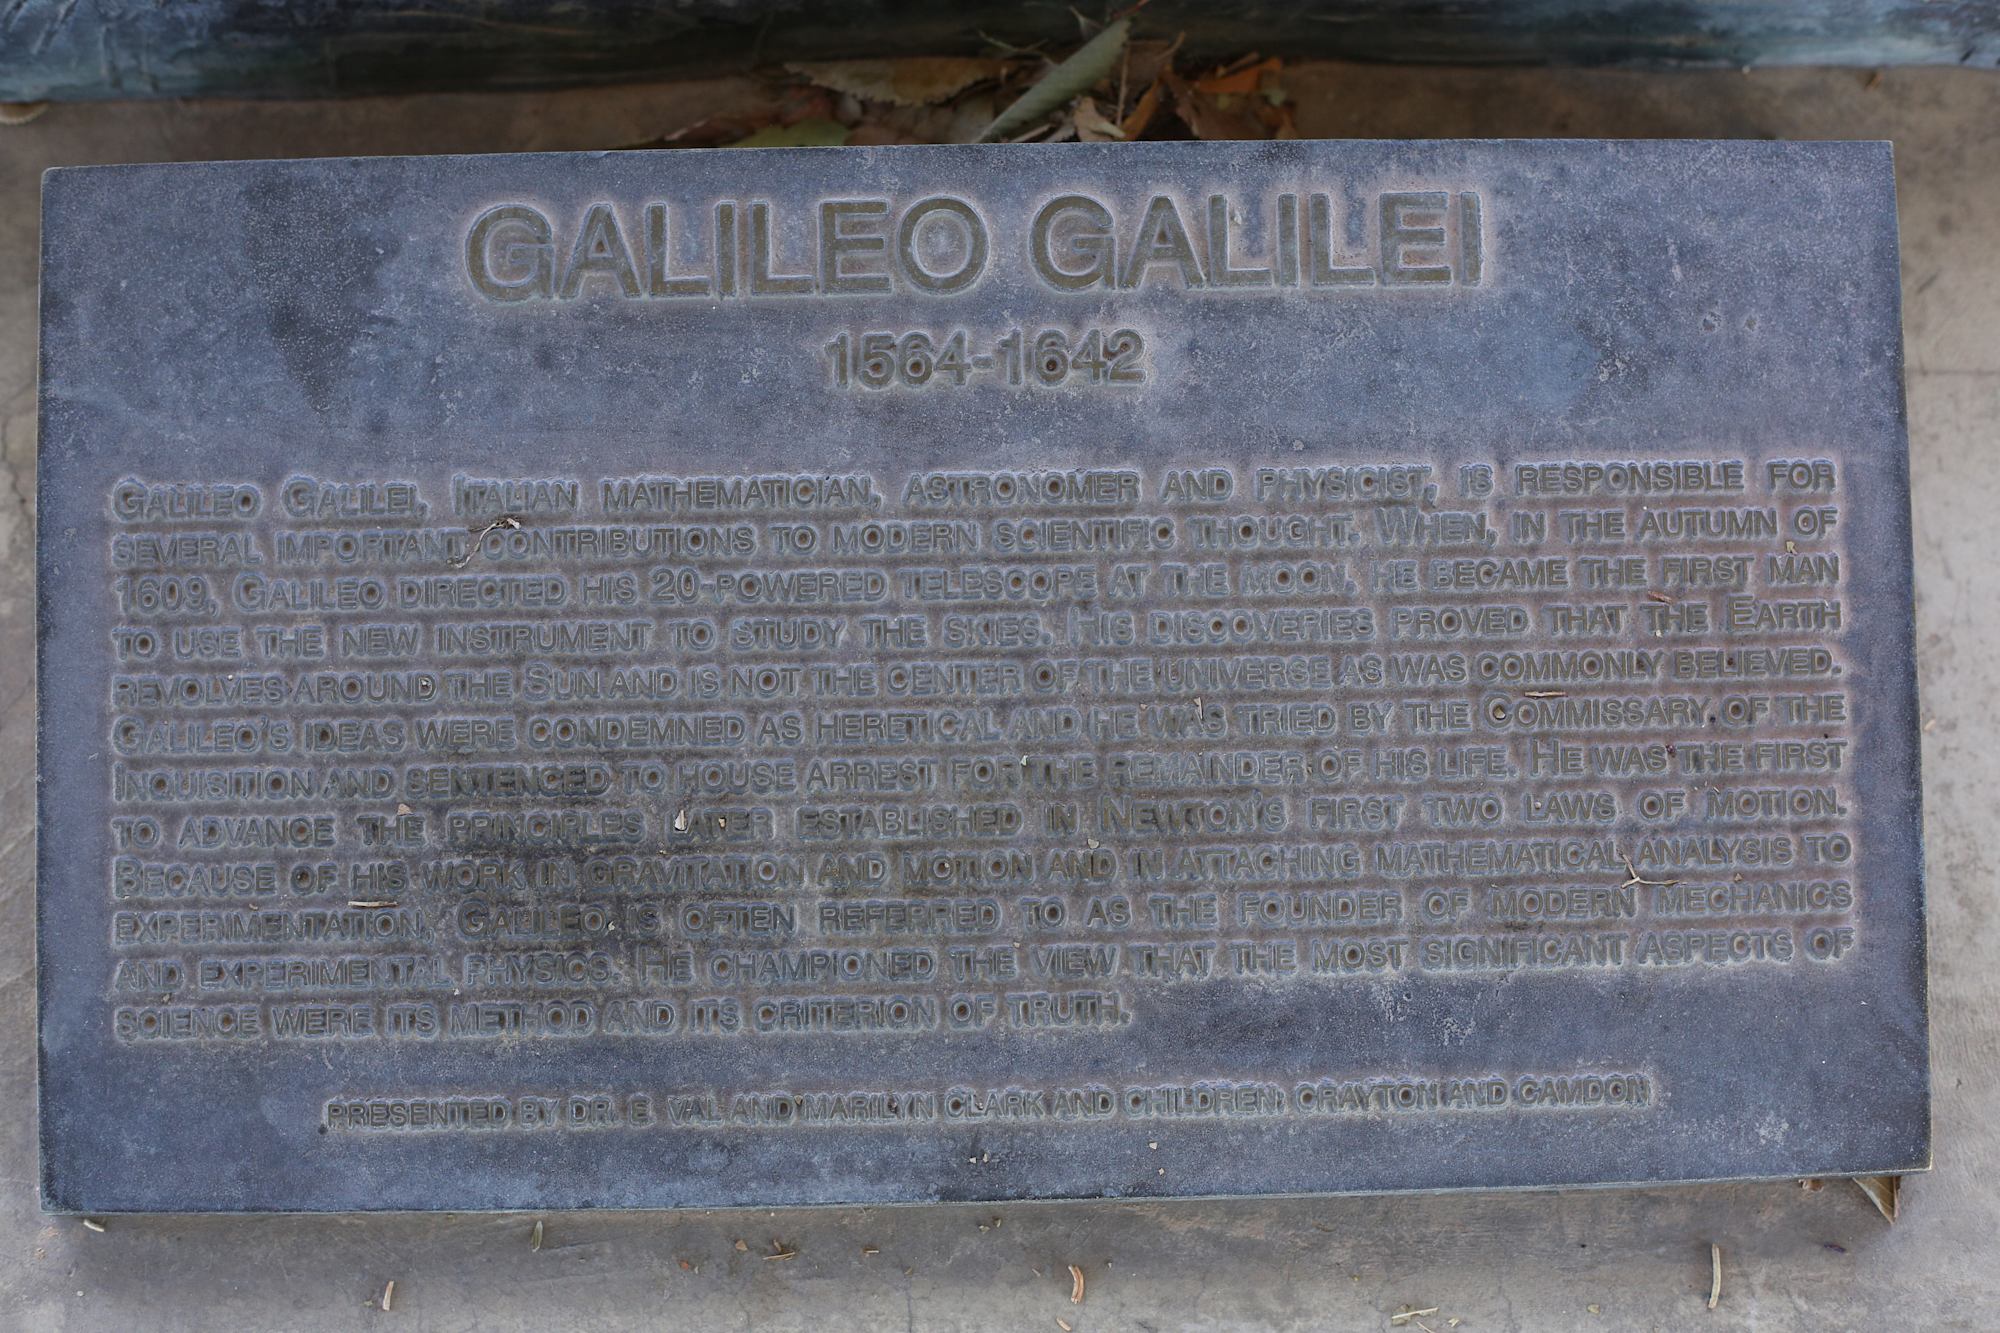 GALILEO GALILEI
1564-1642
GALILEO GALILEI, ITALIAN MATHEMATICIAN, ASTRONOMER AND PHYSICIST, IS RESPONSIBLE FOR
SEVERAL IMPORTANT CONTRIBUTIONS TO MODERN SCIENTIFIC THOUGHT. WHEN, IN THE AUTUMN OF
1609, GALILEO DIRECTED HIS 20-POWERED TELESCOPE AT THE MOON, HE BECAME THE FIRST MAN
TO USE THE NEW INSTRUMENT TO STUDY THE SKIES. HIS DISCOVERIES PROVED THAT THE EARTH
REVOLVES AROUND THE SUN AND IS NOT THE CENTER OF THE UNIVERSE AS WAS COMMONLY BELIEVED.
GALILEO'S IDEAS WERE CONDEMNED AS HERETICAL AND HE WAS TRIED BY THE COMMISSARY OF THE
INQUISITION AND SENTENCED TO HOUSE ARREST FOR THE REMAINDER OF HIS LIFE. HE WAS THE FIRST
TO ADVANCE THE PRINCIPLES LATER ESTABLISHED IN NEWTON'S FIRST TWO LAWS OF MOTION.
BECAUSE OF HIS WORK IN GRAVITATION AND MOTION AND IN ATTACHING MATHEMATICAL ANALYSIS TO
EXPERIMENTATION, GALILEO IS OFTEN REFERRED TO AS THE FOUNDER OF MODERN MECHANICS
AND EXPERIMENTAL PHYSICS. HE CHAMPIONED THE VIEW THAT THE MOST SIGNIFICANT ASPECTS OF
SCIENCE WERE ITS METHOD AND ITS CRITERION OF TRUTH.
PRESENTED BY DR. E. VAL AND MARILYN CLARK AND CHILDREN: CRAYTON AND CAMDON